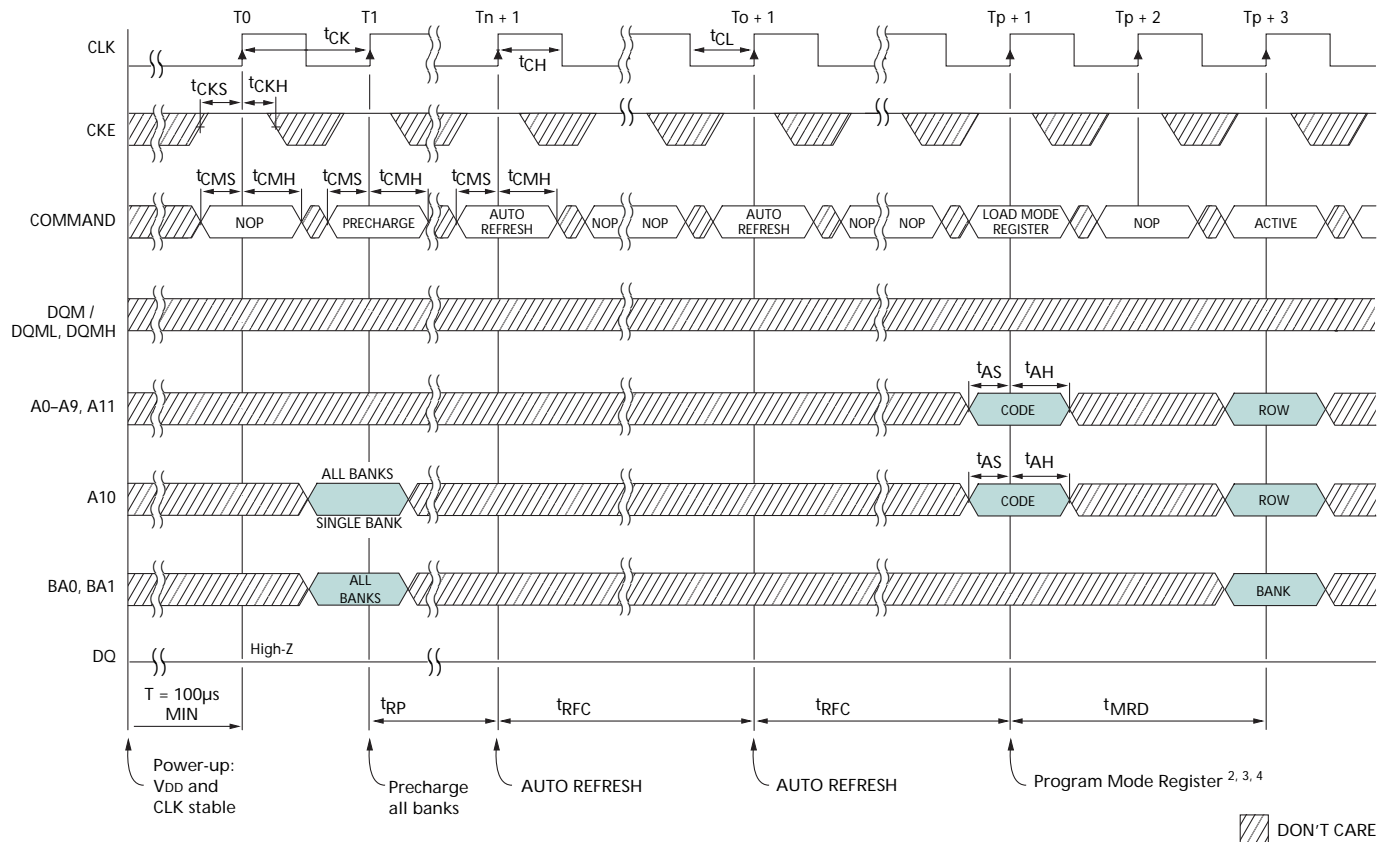 T0 T1 Tn + 1 To + 1 Tp + 1 Tp + 2 Tp + 3
CLK
tCK
tCH
tCL
tCKS tCKH
CKE
tCMS tCMH tCMS tCMH tCMS tCMH
COMMAND
NOP
PRECHARGE
AUTO
REFRESH
NOP
NOP
AUTO
REFRESH
NOP
NOP
LOAD MODE
REGISTER
NOP
ACTIVE
DQM /
DQML, DQMH
tAS tAH
A0–A9, A11
CODE
ROW
ALL BANKS
tAS tAH
A10
CODE
ROW
SINGLE BANK
BA0, BA1
ALL
BANKS
BANK
DQ
High-Z
T = 100µs
MIN
tRP
tRFC
tRFC
tMRD
Power-up:
VDD and
CLK stable
Precharge
all banks
AUTO REFRESH
AUTO REFRESH
Program Mode Register 2, 3, 4
DON'T CARE